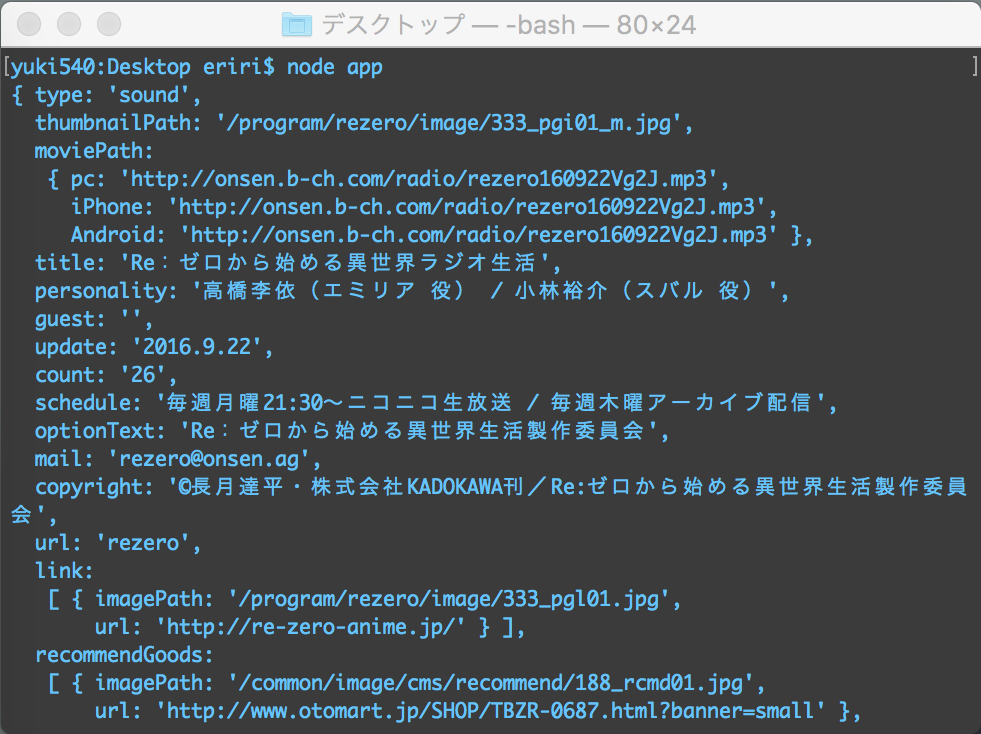 デスクトップ — -bash — 80×24
[yuki540:Desktop eriri$ node app ]
{ type: 'sound',
thumbnailPath: '/program/rezero/image/333_pgi01_m.jpg',
moviePath:
{ pc: 'http://onsen.b-ch.com/radio/rezero160922Vg2J.mp3',
iPhone: 'http://onsen.b-ch.com/radio/rezero160922Vg2J.mp3',
Android: 'http://onsen.b-ch.com/radio/rezero160922Vg2J.mp3' },
title: 'Re：ゼロから始める異世界ラジオ生活',
personality: '高橋李依（エミリア 役） / 小林裕介（スバル 役）',
guest: '',
update: '2016.9.22',
count: '26',
schedule: '毎週月曜21:30〜ニコニコ生放送 / 毎週木曜アーカイブ配信',
optionText: 'Re：ゼロから始める異世界生活製作委員会',
mail: 'rezero@onsen.ag',
copyright: '©長月達平・株式会社KADOKAWA刊／Re:ゼロから始める異世界生活製作委員
会',
url: 'rezero',
link:
[ { imagePath: '/program/rezero/image/333_pgl01.jpg',
url: 'http://re-zero-anime.jp/' } ],
recommendGoods:
[ { imagePath: '/common/image/cms/recommend/188_rcmd01.jpg',
url: 'http://www.otomart.jp/SHOP/TBZR-0687.html?banner=small' },